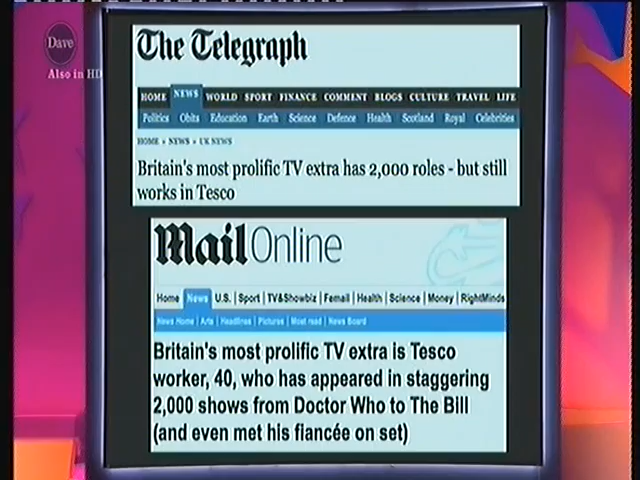 Dave
Also in HD
The Telegraph
HOME NEWS WORLD SPORT FINANCE COMMENT BLOGS CULTURE TRAVEL LIFE
Politics Obits Education Earth Science Defence Health Scotland Royal Celebrities
HOME » NEWS » UK NEWS
Britain's most prolific TV extra has 2,000 roles - but still
works in Tesco
Mail Online
Home News U.S. Sport TV&Showbiz Femail Health Science Money RightMinds
News Home Arts Headlines Pictures Most read News Board
Britain's most prolific TV extra is Tesco
worker, 40, who has appeared in staggering
2,000 shows from Doctor Who to The Bill
(and even met his fiancée on set)